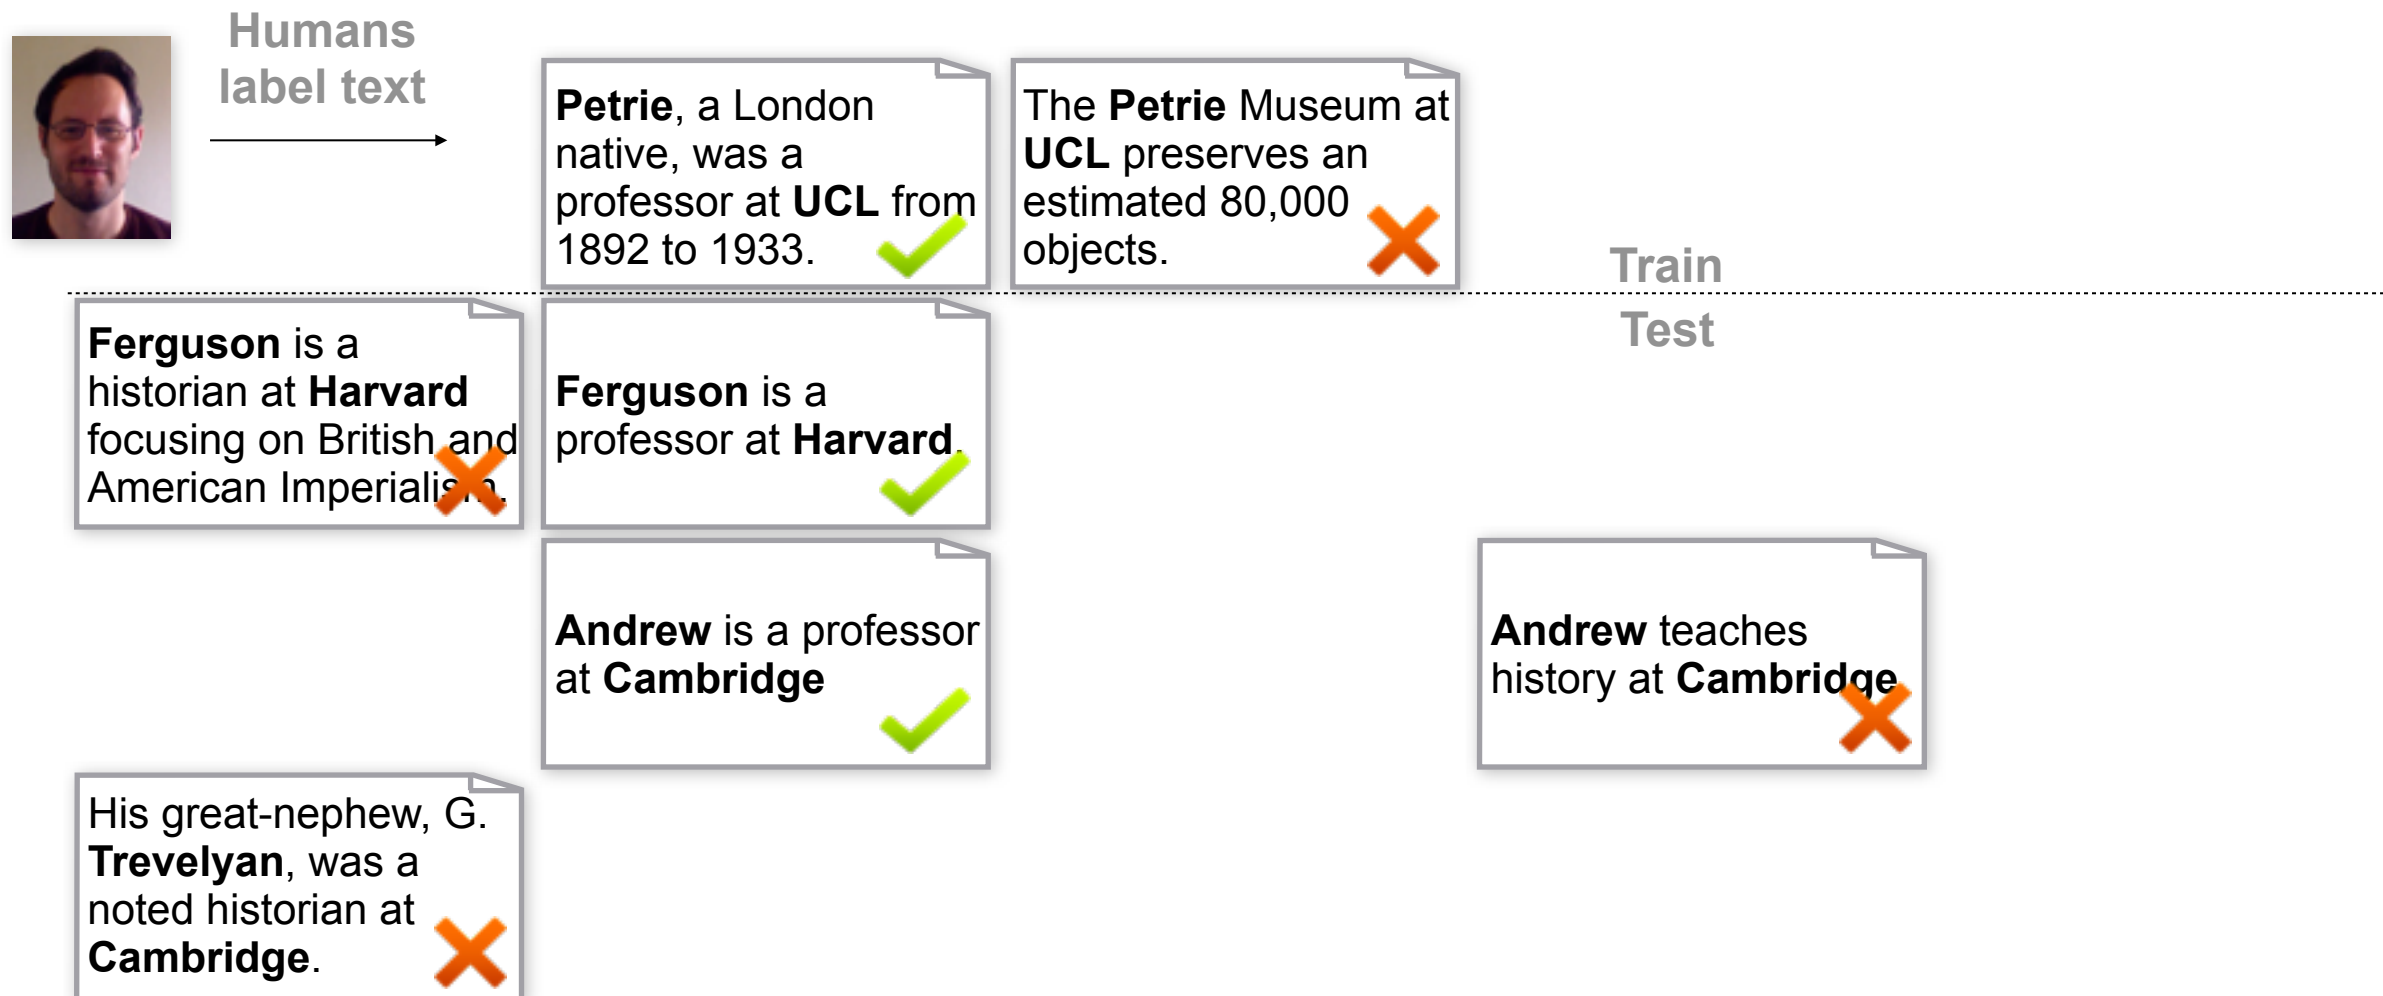 Humans
label text
Petrie, a London
native, was a
professor at UCL from
1892 to 1933.
The Petrie Museum at
UCL preserves an
estimated 80,000
objects.
Train
Test
Ferguson is a
historian at Harvard
focusing on British and
American Imperialism.
Ferguson is a
professor at Harvard.
Andrew is a professor
at Cambridge
Andrew teaches
history at Cambridge
His great-nephew, G.
Trevelyan, was a
noted historian at
Cambridge.